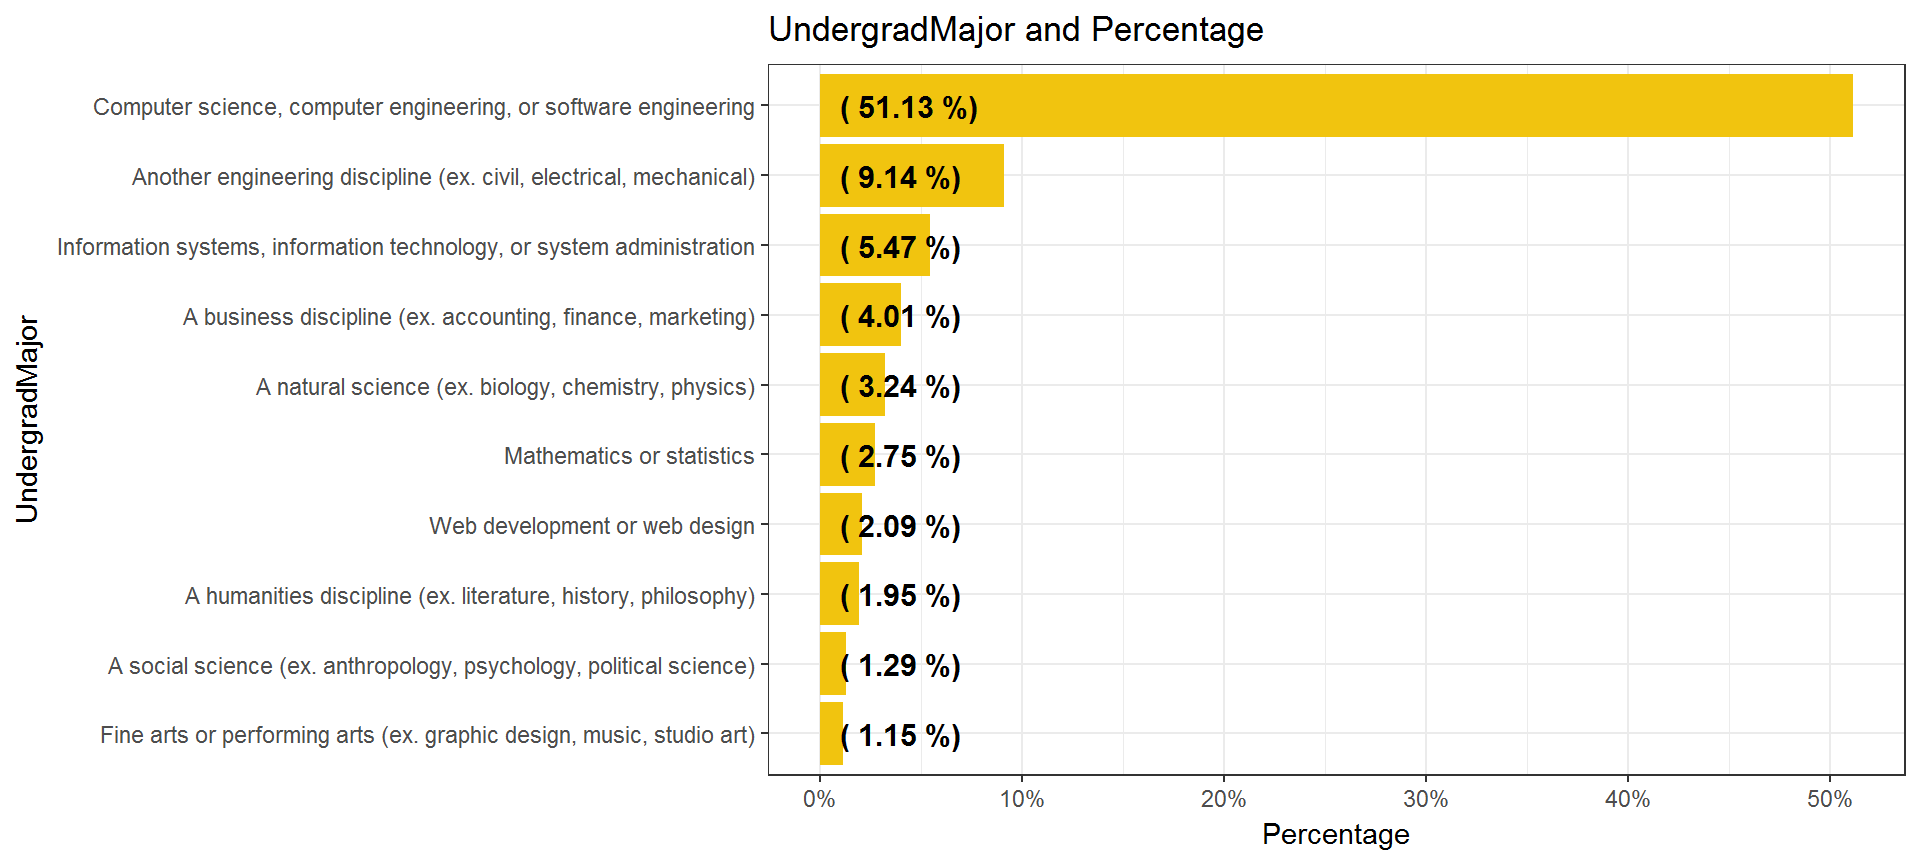 UndergradMajor and Percentage
UndergradMajor
Computer science, computer engineering, or software engineering ( 51.13 %)
Another engineering discipline (ex. civil, electrical, mechanical) ( 9.14 %)
Information systems, information technology, or system administration ( 5.47 %)
A business discipline (ex. accounting, finance, marketing) ( 4.01 %)
A natural science (ex. biology, chemistry, physics) ( 3.24 %)
Mathematics or statistics ( 2.75 %)
Web development or web design ( 2.09 %)
A humanities discipline (ex. literature, history, philosophy) ( 1.95 %)
A social science (ex. anthropology, psychology, political science) ( 1.29 %)
Fine arts or performing arts (ex. graphic design, music, studio art) ( 1.15 %)
0% 10% 20% 30% 40% 50%
Percentage